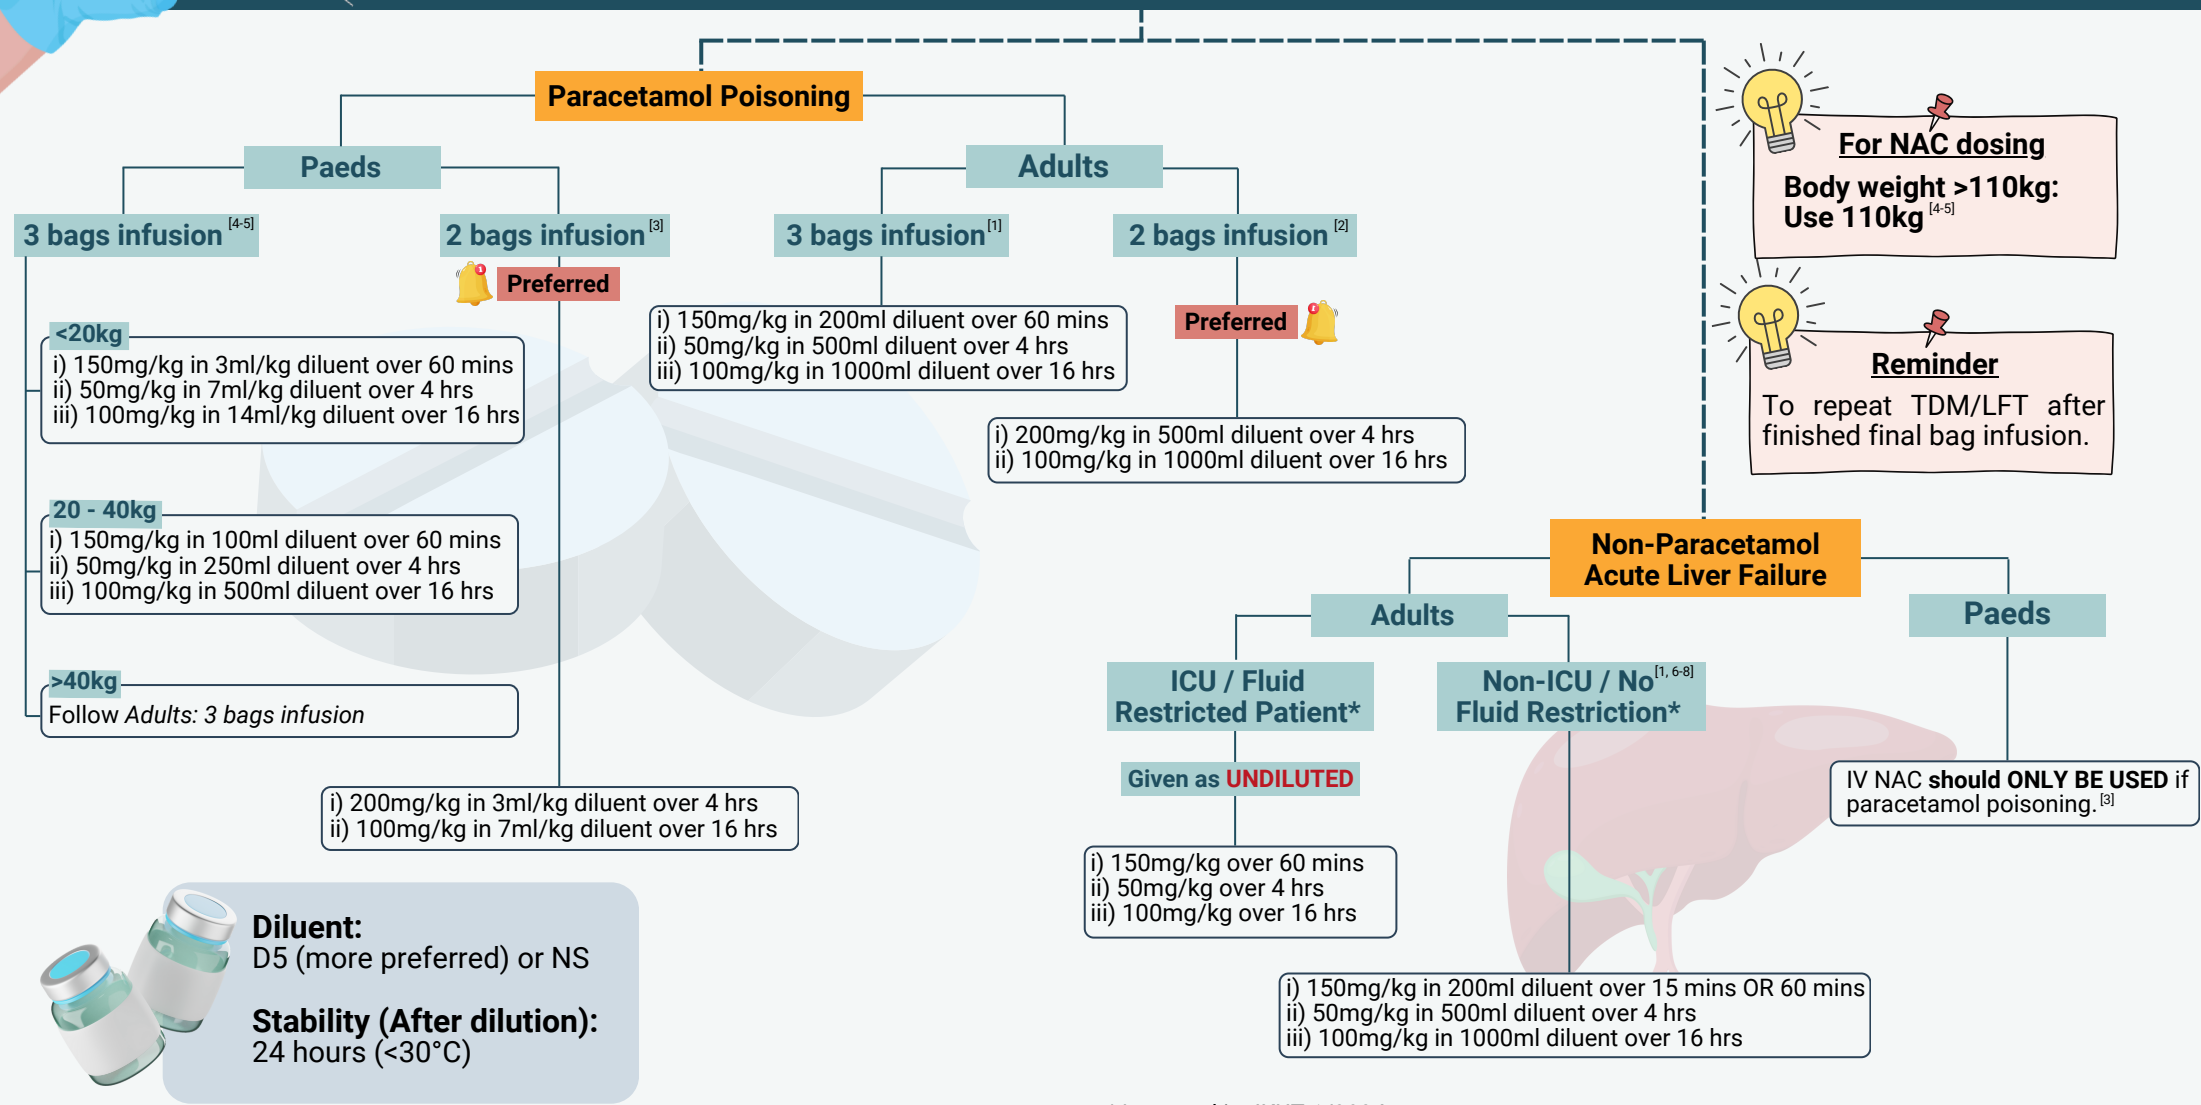 Paracetamol Poisoning
Paeds
3 bags infusion [4-5]
<20kg
i) 150mg/kg in 3ml/kg diluent over 60 mins
ii) 50mg/kg in 7ml/kg diluent over 4 hrs
iii) 100mg/kg in 14ml/kg diluent over 16 hrs
20 - 40kg
i) 150mg/kg in 100ml diluent over 60 mins
ii) 50mg/kg in 250ml diluent over 4 hrs
iii) 100mg/kg in 500ml diluent over 16 hrs
>40kg
Follow Adults: 3 bags infusion
2 bags infusion [3]
Preferred
i) 200mg/kg in 3ml/kg diluent over 4 hrs
ii) 100mg/kg in 7ml/kg diluent over 16 hrs
Adults
3 bags infusion [1]
i) 150mg/kg in 200ml diluent over 60 mins
ii) 50mg/kg in 500ml diluent over 4 hrs
iii) 100mg/kg in 1000ml diluent over 16 hrs
2 bags infusion [2]
Preferred
i) 200mg/kg in 500ml diluent over 4 hrs
ii) 100mg/kg in 1000ml diluent over 16 hrs
For NAC dosing
Body weight >110kg:
Use 110kg [4-5]
Reminder
To repeat TDM/LFT after
finished final bag infusion.
Non-Paracetamol
Acute Liver Failure
Adults
ICU / Fluid
Restricted Patient*
Given as UNDILUTED
i) 150mg/kg over 60 mins
ii) 50mg/kg over 4 hrs
iii) 100mg/kg over 16 hrs
Non-ICU / No [1, 6-8]
Fluid Restriction*
i) 150mg/kg in 200ml diluent over 15 mins OR 60 mins
ii) 50mg/kg in 500ml diluent over 4 hrs
iii) 100mg/kg in 1000ml diluent over 16 hrs
Paeds
IV NAC should ONLY BE USED if
paracetamol poisoning. [3]
Diluent:
D5 (more preferred) or NS
Stability (After dilution):
24 hours (<30°C)